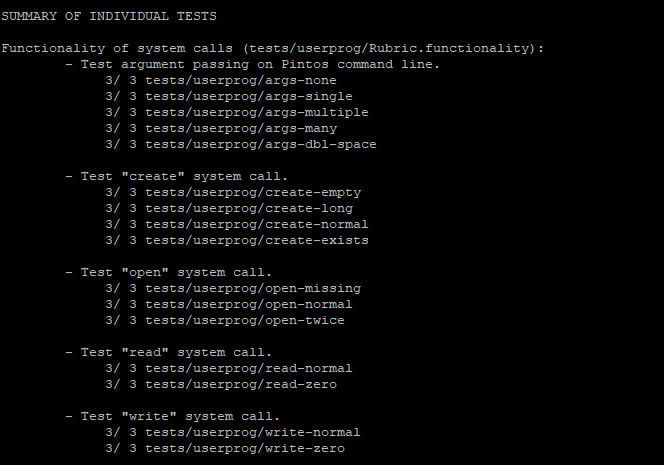 SUMMARY OF INDIVIDUAL TESTS
Functionality of system calls (tests/userprog/Rubric.functionality):
- Test argument passing on Pintos command line.
3/ 3 tests/userprog/args-none
3/ 3 tests/userprog/args-single
3/ 3 tests/userprog/args-multiple
3/ 3 tests/userprog/args-many
3/ 3 tests/userprog/args-dbl-space
- Test "create" system call.
3/ 3 tests/userprog/create-empty
3/ 3 tests/userprog/create-long
3/ 3 tests/userprog/create-normal
3/ 3 tests/userprog/create-exists
- Test "open" system call.
3/ 3 tests/userprog/open-missing
3/ 3 tests/userprog/open-normal
3/ 3 tests/userprog/open-twice
- Test "read" system call.
3/ 3 tests/userprog/read-normal
3/ 3 tests/userprog/read-zero
- Test "write" system call.
3/ 3 tests/userprog/write-normal
3/ 3 tests/userprog/write-zero